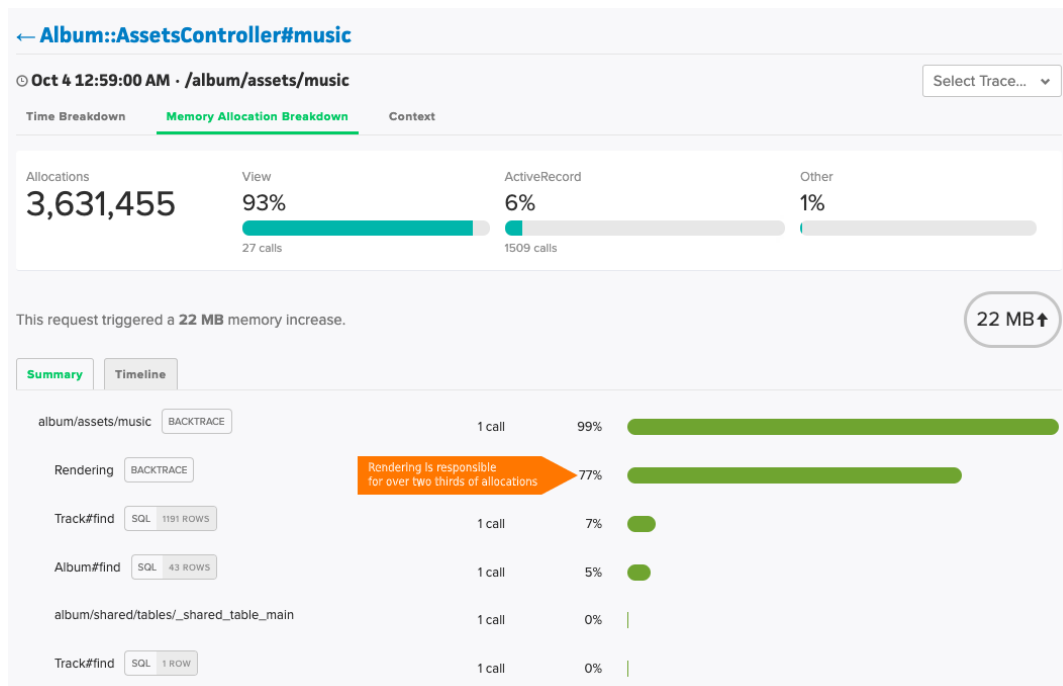 ← Album::AssetsController#music
Oct 4 12:59:00 AM · /album/assets/music
Select Trace...
Time Breakdown Memory Allocation Breakdown Context
Allocations View ActiveRecord Other
3,631,455 93% 6% 1%
27 calls 1509 calls
This request triggered a 22 MB memory increase.
22 MB↑
Summary Timeline
album/assets/music BACKTRACE 1 call 99%
Rendering BACKTRACE 77%
Rendering is responsible
for over two thirds of allocations
Track#find SQL 1191 ROWS 1 call 7%
Album#find SQL 43 ROWS 1 call 5%
album/shared/tables/_shared_table_main 1 call 0%
Track#find SQL 1 ROW 1 call 0%